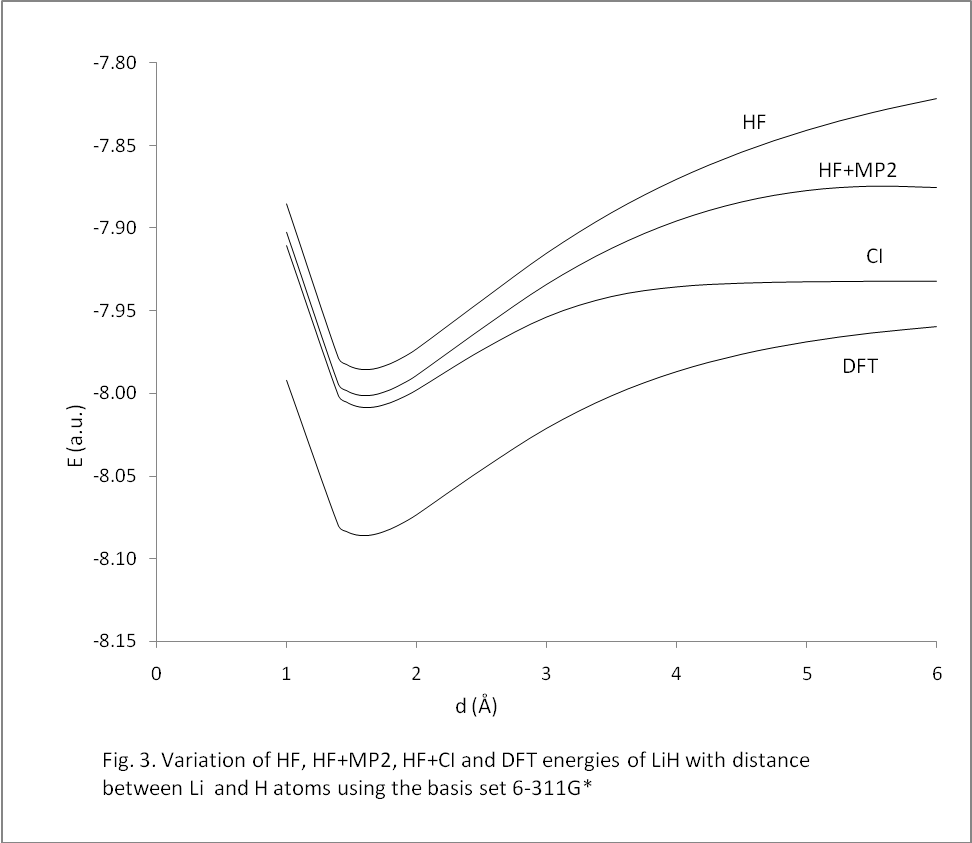 -7.80
-7.85
-7.90
-7.95
-8.00
-8.05
-8.10
-8.15
E (a.u.)
HF
HF+MP2
CI
DFT
0 1 2 3 4 5 6
d (Å)
Fig. 3. Variation of HF, HF+MP2, HF+CI and DFT energies of LiH with distance
between Li and H atoms using the basis set 6-311G*